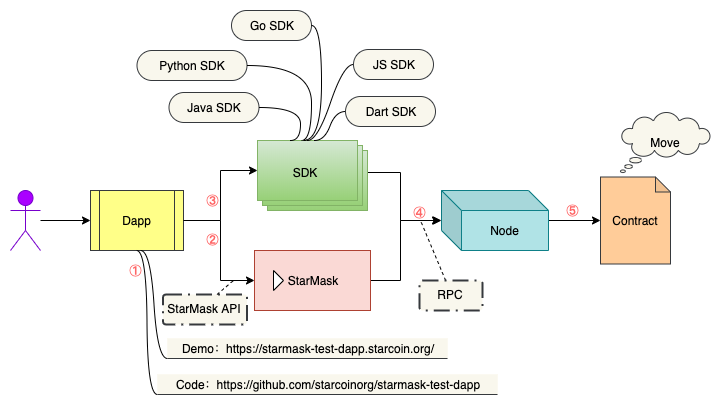 Go SDK
Python SDK
JS SDK
Java SDK
Dart SDK
Move
SDK
③
Dapp
②
④
Node
⑤
Contract
①
StarMask
StarMask API
RPC
Demo：https://starmask-test-dapp.starcoin.org/
Code：https://github.com/starcoinorg/starmask-test-dapp